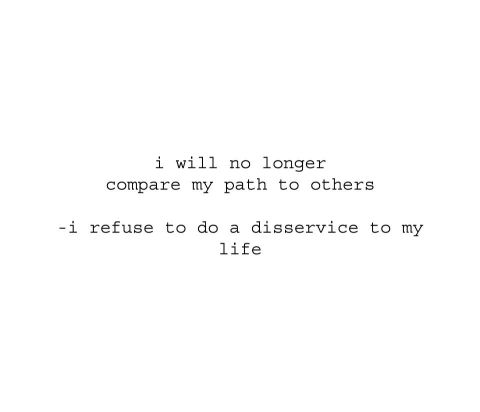 i will no longer
compare my path to others
-i refuse to do a disservice to my
life